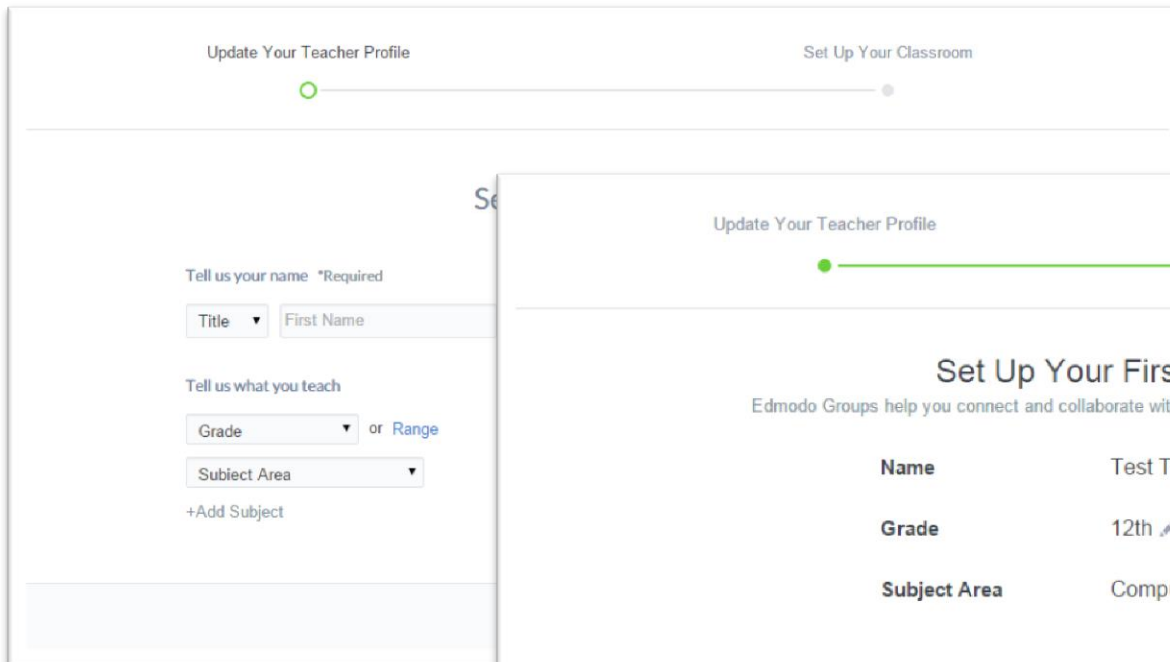 Update Your Teacher Profile Set Up Your Classroom
Se
Tell us your name *Required
Title First Name
Tell us what you teach
Grade or Range
Subject Area
+Add Subject
Update Your Teacher Profile
Set Up Your Firs
Edmodo Groups help you connect and collaborate wit
Name Test T
Grade 12th
Subject Area Compu